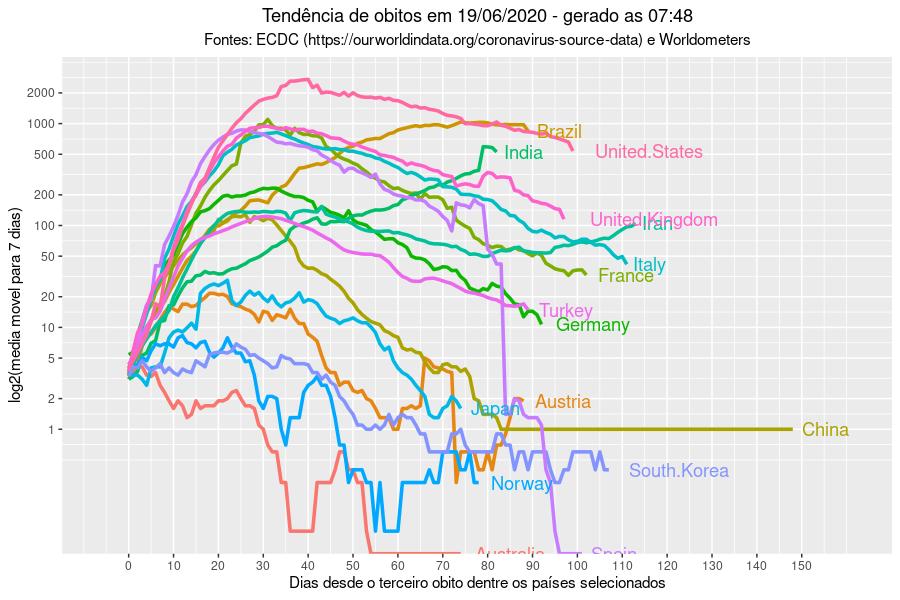 Tendência de obitos em 19/06/2020 - gerado as 07:48
Fontes: ECDC (https://ourworldindata.org/coronavirus-source-data) e Worldometers
log2(media movel para 7 dias)
2000
1000
500
200
100
50
20
10
5
2
1
Brazil
India
United.States
United.Kingdom
Iran
Italy
France
Turkey
Germany
Japan
Austria
China
South.Korea
Norway
Australia
Spain
0 10 20 30 40 50 60 70 80 90 100 110 120 130 140 150
Dias desde o terceiro obito dentre os países selecionados